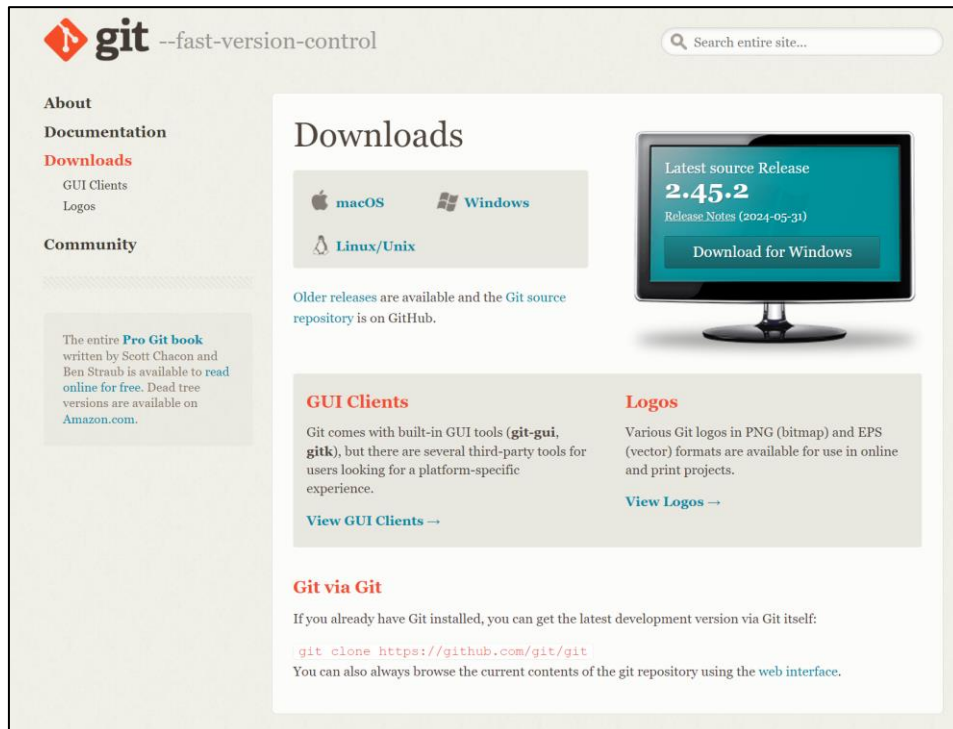 git --fast-version-control
Search entire site...
About
Documentation
Downloads
GUI Clients
Logos
Community
The entire Pro Git book
written by Scott Chacon and
Ben Straub is available to read
online for free. Dead tree
versions are available on
Amazon.com.
Downloads
macOS
Windows
Linux/Unix
Older releases are available and the Git source
repository is on GitHub.
Latest source Release
2.45.2
Release Notes (2024-05-31)
Download for Windows
GUI Clients
Git comes with built-in GUI tools (git-gui,
gitk), but there are several third-party tools for
users looking for a platform-specific
experience.
View GUI Clients →
Logos
Various Git logos in PNG (bitmap) and EPS
(vector) formats are available for use in online
and print projects.
View Logos →
Git via Git
If you already have Git installed, you can get the latest development version via Git itself:
git clone https://github.com/git/git
You can also always browse the current contents of the git repository using the web interface.